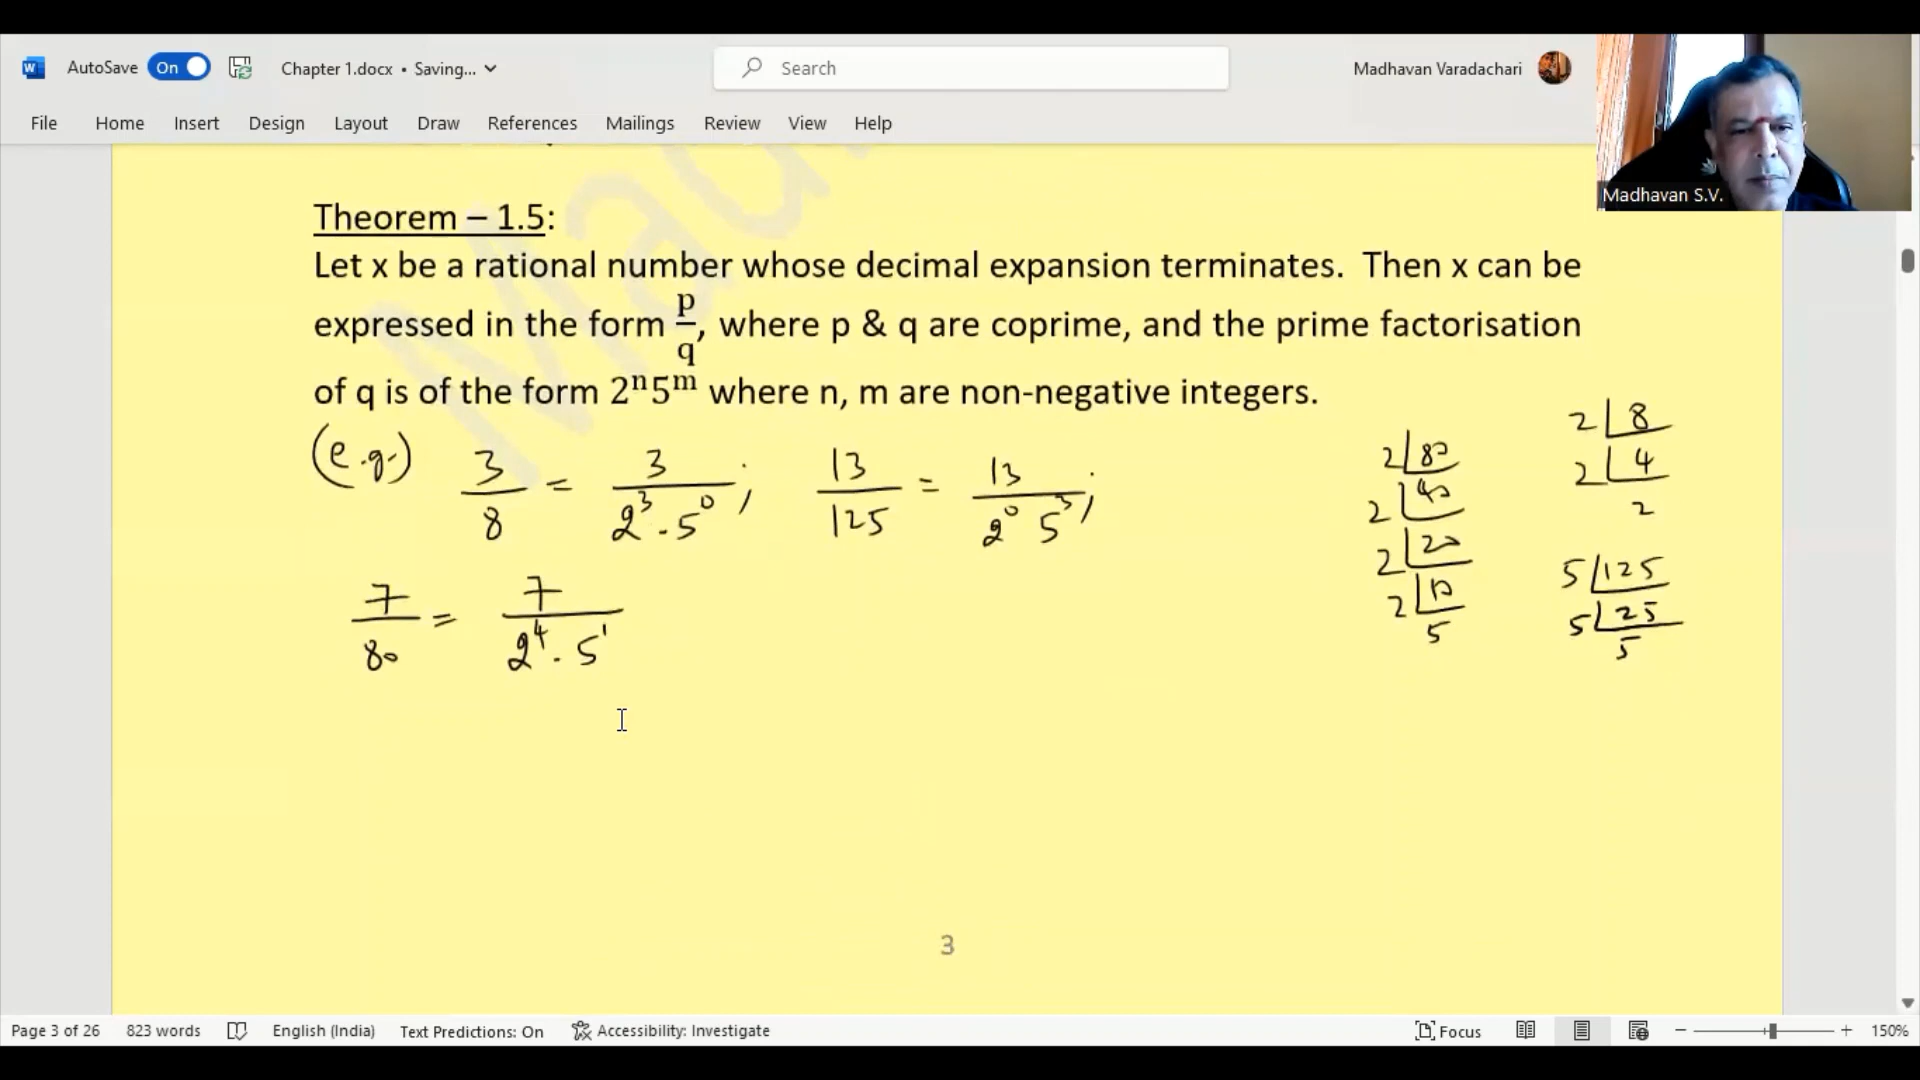 AutoSave On Chapter 1.docx • Saving... Search Madhavan Varadachari
File Home Insert Design Layout Draw References Mailings Review View Help
Madhavan S.V.
Theorem – 1.5:
Let x be a rational number whose decimal expansion terminates. Then x can be
expressed in the form p/q, where p & q are coprime, and the prime factorisation
of q is of the form 2ⁿ5ᵐ where n, m are non-negative integers.
(e.g.) 3/8 = 3/(2³ . 5⁰) ; 13/125 = 13/(2⁰ 5³) ;
7/80 = 7/(2⁴ . 5¹)
2 | 80
2 | 40
2 | 20
2 | 10
5
2 | 8
2 | 4
2
5 | 125
5 | 25
5
3
Page 3 of 26 823 words English (India) Text Predictions: On Accessibility: Investigate Focus − + 150%